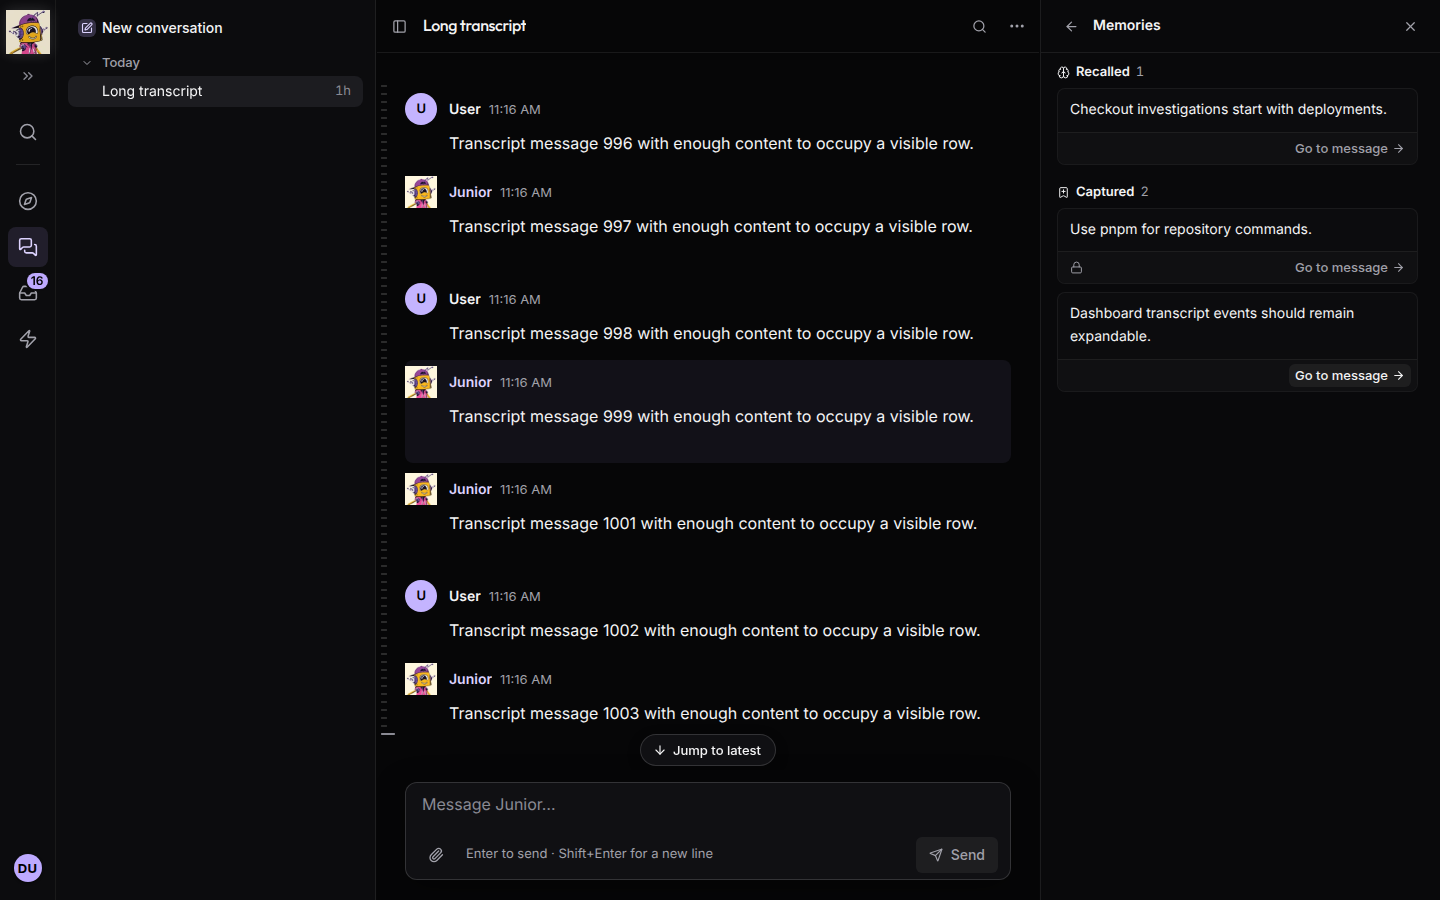 New conversation
Today
Long transcript
1h
16
DU
Long transcript
U
User 11:16 AM
Transcript message 996 with enough content to occupy a visible row.
Junior 11:16 AM
Transcript message 997 with enough content to occupy a visible row.
U
User 11:16 AM
Transcript message 998 with enough content to occupy a visible row.
Junior 11:16 AM
Transcript message 999 with enough content to occupy a visible row.
Junior 11:16 AM
Transcript message 1001 with enough content to occupy a visible row.
U
User 11:16 AM
Transcript message 1002 with enough content to occupy a visible row.
Junior 11:16 AM
Transcript message 1003 with enough content to occupy a visible row.
Jump to latest
Message Junior...
Enter to send · Shift+Enter for a new line
Send
Memories
Recalled 1
Checkout investigations start with deployments.
Go to message
Captured 2
Use pnpm for repository commands.
Go to message
Dashboard transcript events should remain
expandable.
Go to message